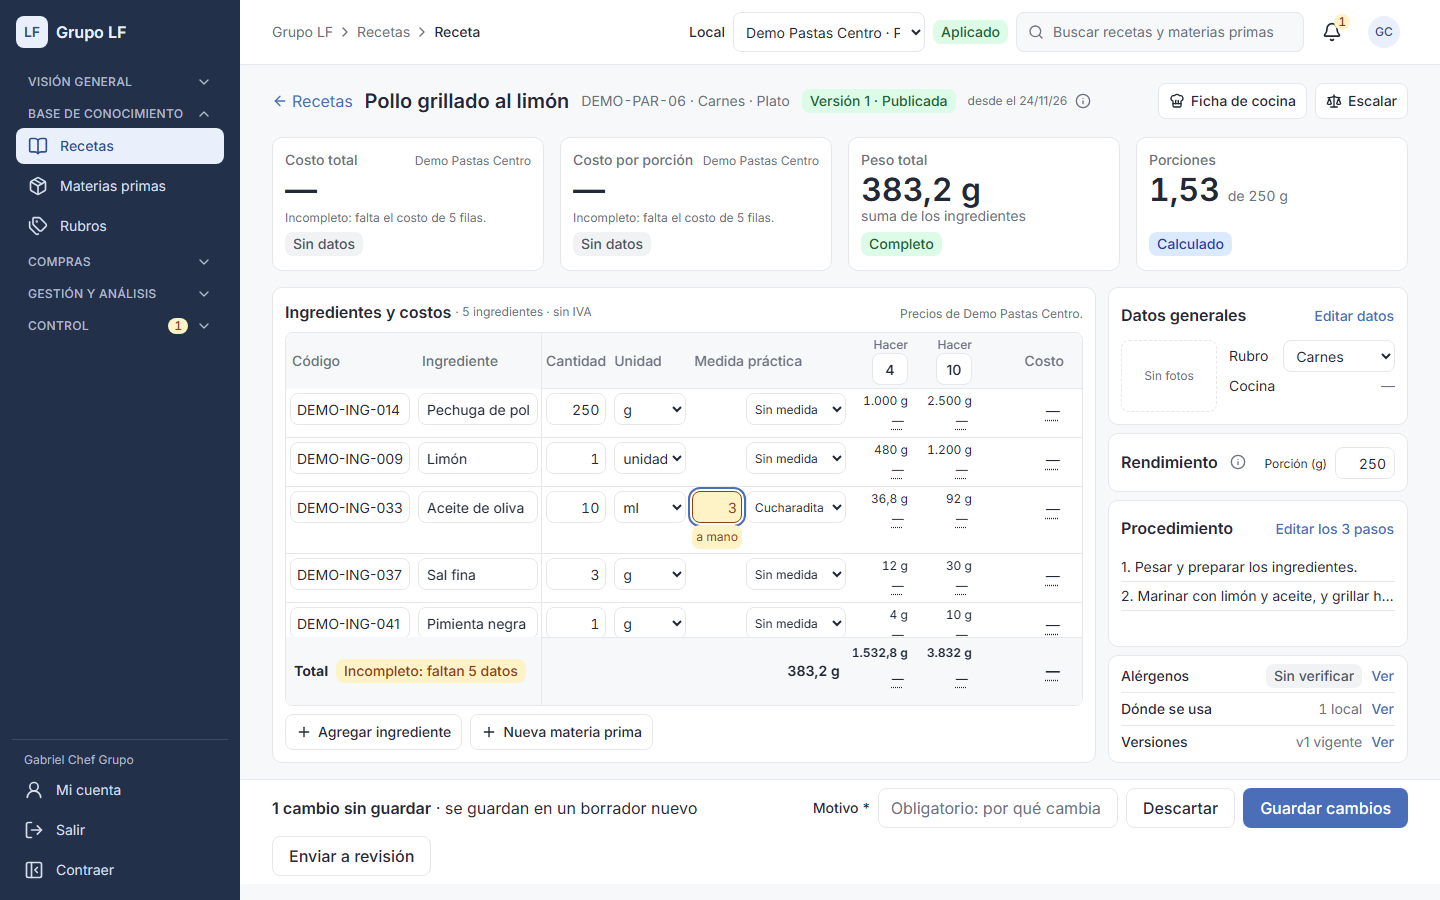 LF Grupo LF
VISIÓN GENERAL
BASE DE CONOCIMIENTO
Recetas
Materias primas
Rubros
COMPRAS
GESTIÓN Y ANÁLISIS
CONTROL 1
Gabriel Chef Grupo
Mi cuenta
Salir
Contraer
Grupo LF > Recetas > Receta
Local Demo Pastas Centro · P Aplicado Buscar recetas y materias primas 1 GC
← Recetas Pollo grillado al limón DEMO-PAR-06 · Carnes · Plato Versión 1 · Publicada desde el 24/11/26 Ficha de cocina Escalar
Costo total Demo Pastas Centro
—
Incompleto: falta el costo de 5 filas.
Sin datos
Costo por porción Demo Pastas Centro
—
Incompleto: falta el costo de 5 filas.
Sin datos
Peso total
383,2 g
suma de los ingredientes
Completo
Porciones
1,53 de 250 g
Calculado
Ingredientes y costos · 5 ingredientes · sin IVA Precios de Demo Pastas Centro.
Código Ingrediente Cantidad Unidad Medida práctica Hacer 4 Hacer 10 Costo
DEMO-ING-014 Pechuga de pol 250 g Sin medida 1.000 g — 2.500 g — —
DEMO-ING-009 Limón 1 unidad Sin medida 480 g — 1.200 g — —
DEMO-ING-033 Aceite de oliva 10 ml 3 a mano Cucharadita 36,8 g — 92 g — —
DEMO-ING-037 Sal fina 3 g Sin medida 12 g — 30 g — —
DEMO-ING-041 Pimienta negra 1 g Sin medida 4 g — 10 g — —
Total Incompleto: faltan 5 datos 383,2 g 1.532,8 g — 3.832 g — —
+ Agregar ingrediente + Nueva materia prima
Datos generales Editar datos
Sin fotos
Rubro Carnes
Cocina —
Rendimiento Porción (g) 250
Procedimiento Editar los 3 pasos
1. Pesar y preparar los ingredientes.
2. Marinar con limón y aceite, y grillar h...
Alérgenos Sin verificar Ver
Dónde se usa 1 local Ver
Versiones v1 vigente Ver
1 cambio sin guardar · se guardan en un borrador nuevo Motivo * Obligatorio: por qué cambia Descartar Guardar cambios
Enviar a revisión